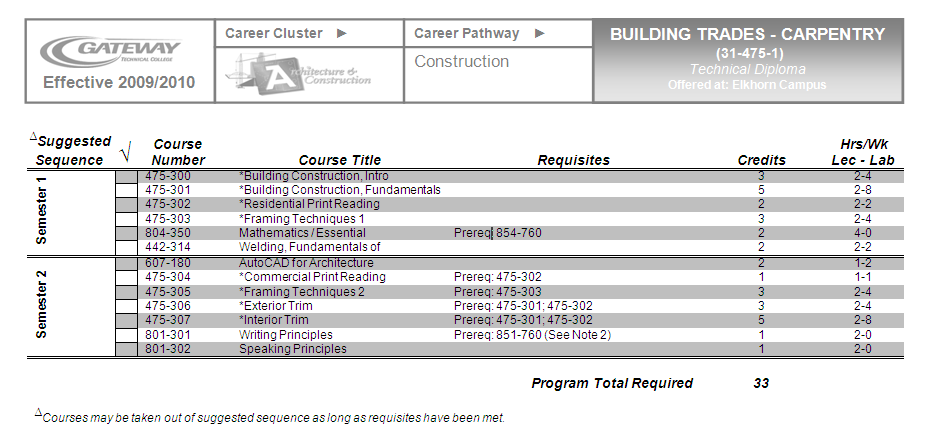 GATEWAY
TECHNICAL COLLEGE
Effective 2009/2010
Career Cluster ►
Architecture &
Construction
Career Pathway ►
Construction
BUILDING TRADES - CARPENTRY
(31-475-1)
Technical Diploma
Offered at: Elkhorn Campus
ΔSuggested Sequence √ Course Number Course Title Requisites Credits Hrs/Wk Lec - Lab
Semester 1
475-300 *Building Construction, Intro 3 2-4
475-301 *Building Construction, Fundamentals 5 2-8
475-302 *Residential Print Reading 2 2-2
475-303 *Framing Techniques 1 3 2-4
804-350 Mathematics / Essential Prereq: 854-760 2 4-0
442-314 Welding, Fundamentals of 2 2-2
Semester 2
607-180 AutoCAD for Architecture 2 1-2
475-304 *Commercial Print Reading Prereq: 475-302 1 1-1
475-305 *Framing Techniques 2 Prereq: 475-303 3 2-4
475-306 *Exterior Trim Prereq: 475-301; 475-302 3 2-4
475-307 *Interior Trim Prereq: 475-301; 475-302 5 2-8
801-301 Writing Principles Prereq: 851-760 (See Note 2) 1 2-0
801-302 Speaking Principles 1 2-0
Program Total Required 33
ΔCourses may be taken out of suggested sequence as long as requisites have been met.